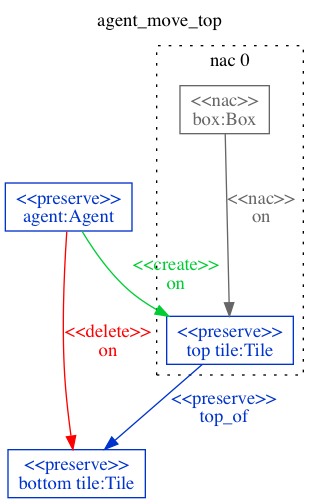 agent_move_top
nac 0
<<nac>>
box:Box
<<preserve>>
agent:Agent
<<nac>>
on
<<create>>
on
<<delete>>
on
<<preserve>>
top tile:Tile
<<preserve>>
top_of
<<preserve>>
bottom tile:Tile